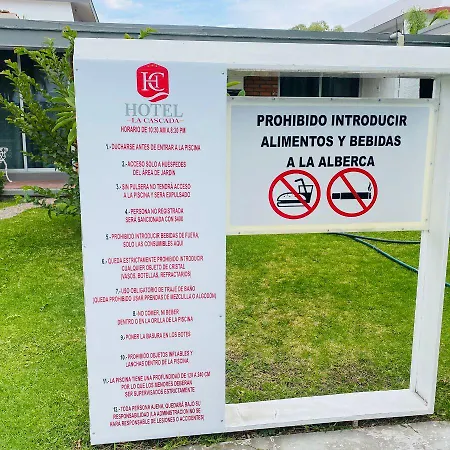 HC
HOTEL
LA CASCADA
HORARIO DE 10:30 AM A 6:30 PM
1.- DUCHARSE ANTES DE ENTRAR A LA PISCINA
2.- ACCESO SOLO A HUÉSPEDES
DEL ÁREA DE JARDÍN
3.- SIN PULSERA NO TENDRÁ ACCESO
A LA PISCINA Y SERÁ EXPULSADO
4.- PERSONA NO REGISTRADA
SERÁ SANCIONADA CON $400
5.- PROHIBIDO INTRODUCIR BEBIDAS DE FUERA,
SOLO LAS CONSUMIBLES AQUÍ
6.- QUEDA ESTRICTAMENTE PROHIBIDO INTRODUCIR
CUALQUIER OBJETO DE CRISTAL
(VASOS, BOTELLAS, REFRACTARIOS)
7.- USO OBLIGATORIO DE TRAJE DE BAÑO
(QUEDA PROHIBIDO USAR PRENDAS DE MEZCLILLA O ALGODÓN)
8.- NO COMER, NI BEBER
DENTRO O EN LA ORILLA DE LA PISCINA
9.- PONER LA BASURA EN LOS BOTES
10.- PROHIBIDO OBJETOS INFLABLES Y
LANCHAS DENTRO DE LA PISCINA
11.- LA PISCINA TIENE UNA PROFUNDIDAD DE 120 A 240 CM
POR LO QUE LOS MENORES DEBERÁN
SER SUPERVISADOS ESTRICTAMENTE
12.- TODA PERSONA AJENA, QUEDARÁ BAJO SU
RESPONSABILIDAD (LA ADMINISTRACIÓN NO SE
HARÁ RESPONSABLE DE LESIONES O ACCIDENTES)
PROHIBIDO INTRODUCIR
ALIMENTOS Y BEBIDAS
A LA ALBERCA